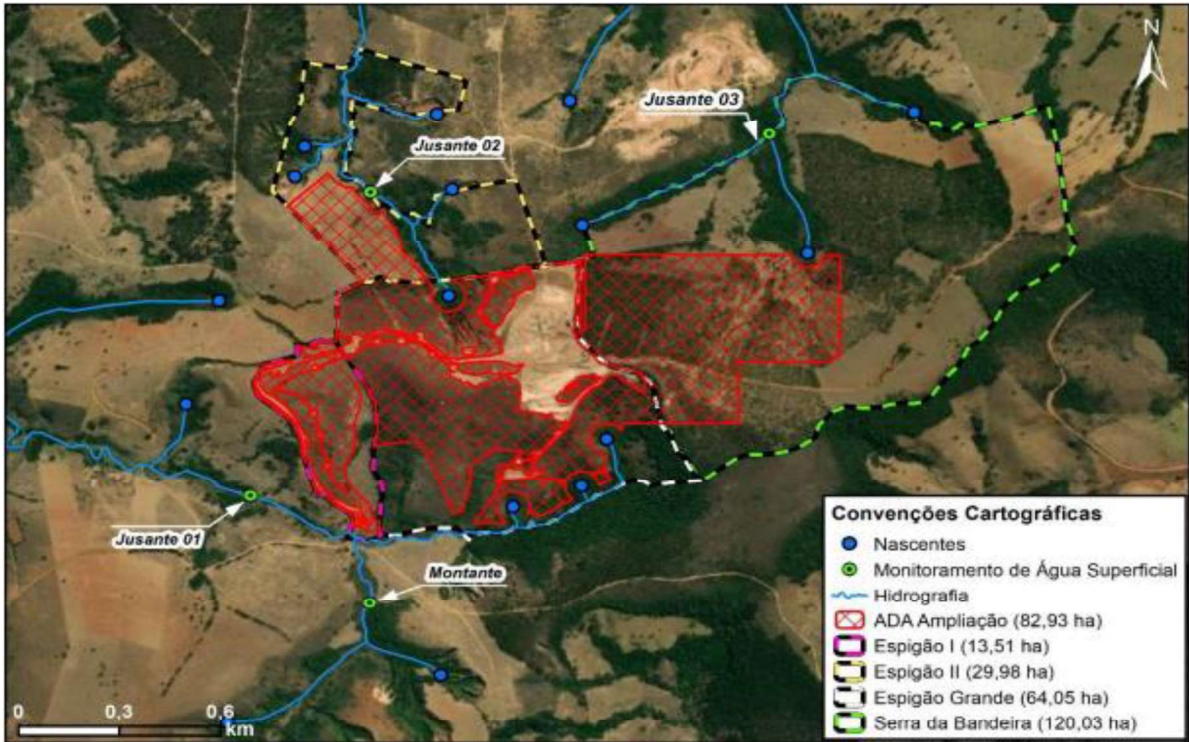 N
Jusante 03
Jusante 02
Jusante 01
Montante
0 0,3 0,6
km
Convenções Cartográficas
Nascentes
Monitoramento de Água Superficial
Hidrografia
ADA Ampliação (82,93 ha)
Espigão I (13,51 ha)
Espigão II (29,98 ha)
Espigão Grande (64,05 ha)
Serra da Bandeira (120,03 ha)